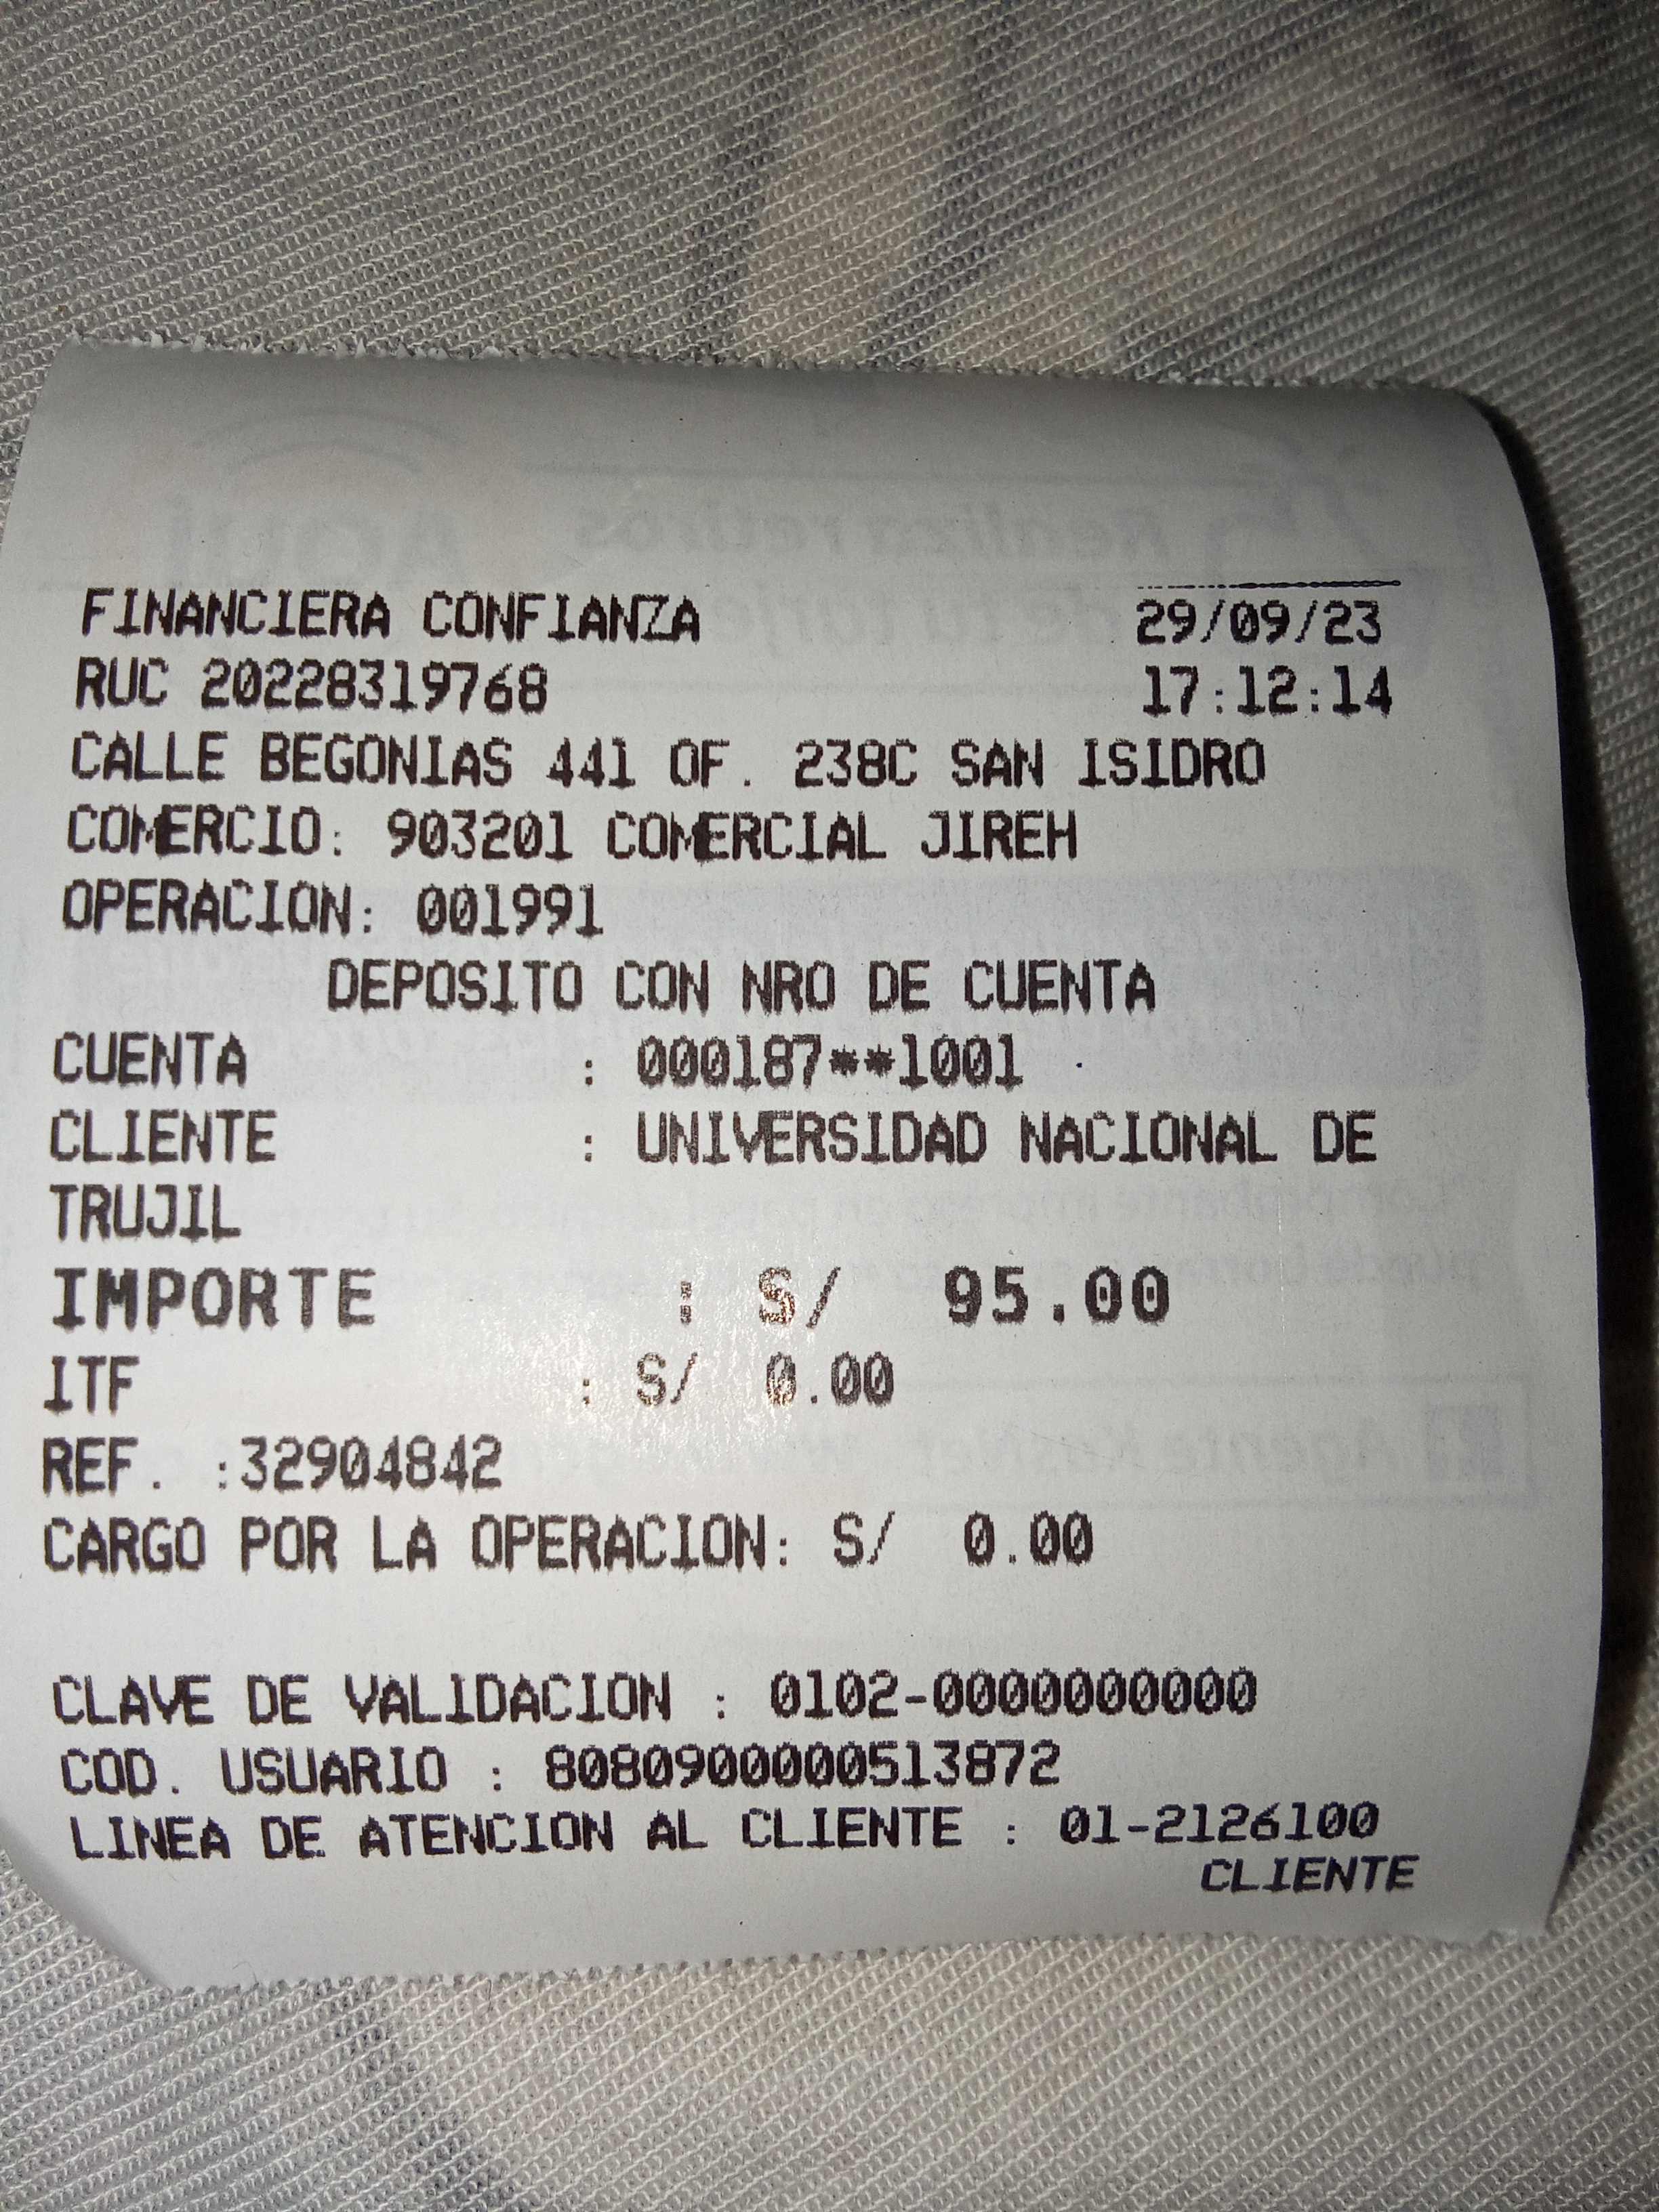 FINANCIERA CONFIANZA 29/09/23
RUC 20228319768 17:12:14
CALLE BEGONIAS 441 OF. 238C SAN ISIDRO
COMERCIO: 903201 COMERCIAL JIREH
OPERACION: 001991
DEPOSITO CON NRO DE CUENTA
CUENTA : 000187**1001
CLIENTE : UNIVERSIDAD NACIONAL DE
TRUJIL
IMPORTE : S/ 95.00
ITF : S/ 0.00
REF. :32904842
CARGO POR LA OPERACION: S/ 0.00
CLAVE DE VALIDACION : 0102-0000000000
COD. USUARIO : 8080900000513872
LINEA DE ATENCION AL CLIENTE : 01-2126100
CLIENTE